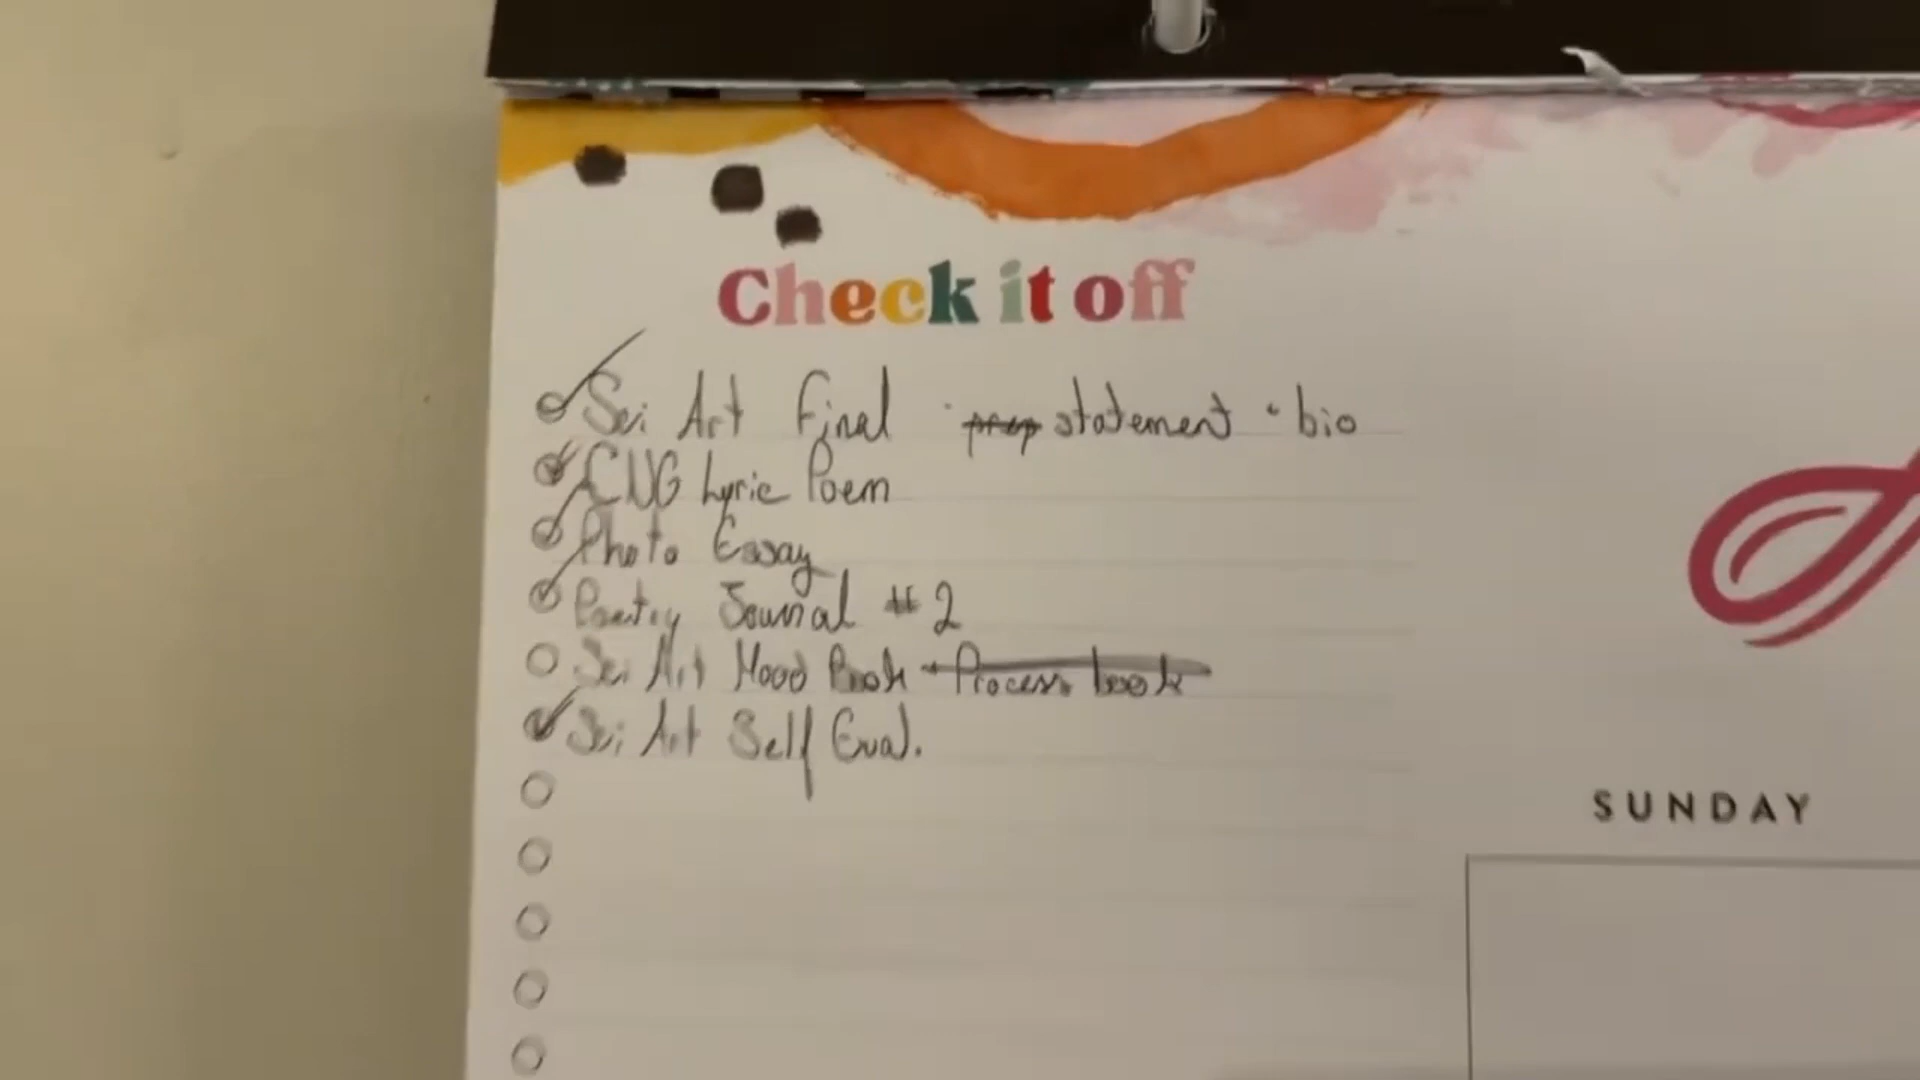 Check it off
Sci Art Final · prep statement · bio
CNG Lyric Poem
Photo Essay
Poetry Journal #2
Sci Art Mood Book - Process book
Sci Art Self Eval.
SUNDAY